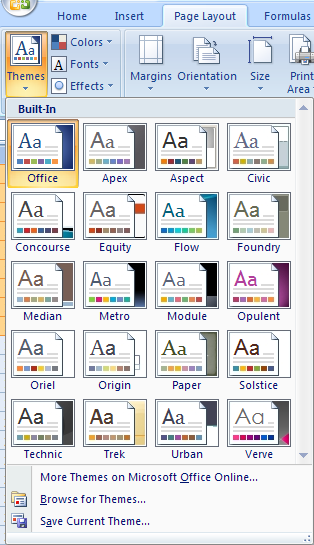 Home Insert Page Layout Formulas
Themes
Colors
Fonts
Effects
Margins Orientation Size Print Area
Built-In
Aa Aa Aa Aa
Office Apex Aspect Civic
Aa Aa Aa Aa
Concourse Equity Flow Foundry
Aa Aa Aa Aa
Median Metro Module Opulent
Aa Aa Aa Aa
Oriel Origin Paper Solstice
Aa Aa Aa Aa
Technic Trek Urban Verve
More Themes on Microsoft Office Online...
Browse for Themes...
Save Current Theme...